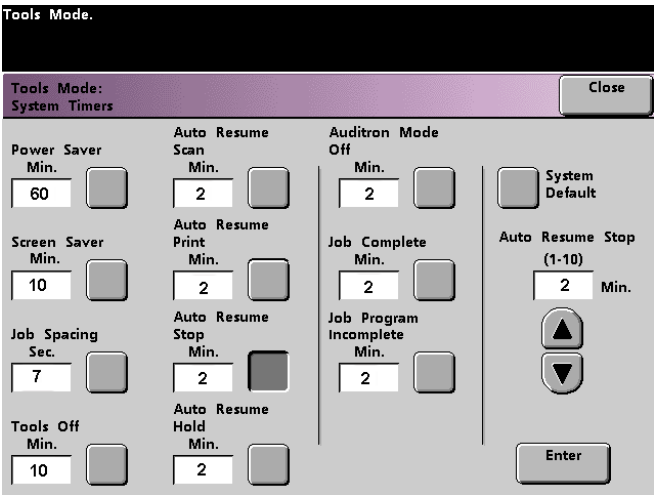 Tools Mode.
Tools Mode:
System Timers
Close
Power Saver
Min.
60
Screen Saver
Min.
10
Job Spacing
Sec.
7
Tools Off
Min.
10
Auto Resume
Scan
Min.
2
Auto Resume
Print
Min.
2
Auto Resume
Stop
Min.
2
Auto Resume
Hold
Min.
2
Auditron Mode
Off
Min.
2
Job Complete
Min.
2
Job Program
Incomplete
Min.
2
System
Default
Auto Resume Stop
(1-10)
2 Min.
Enter